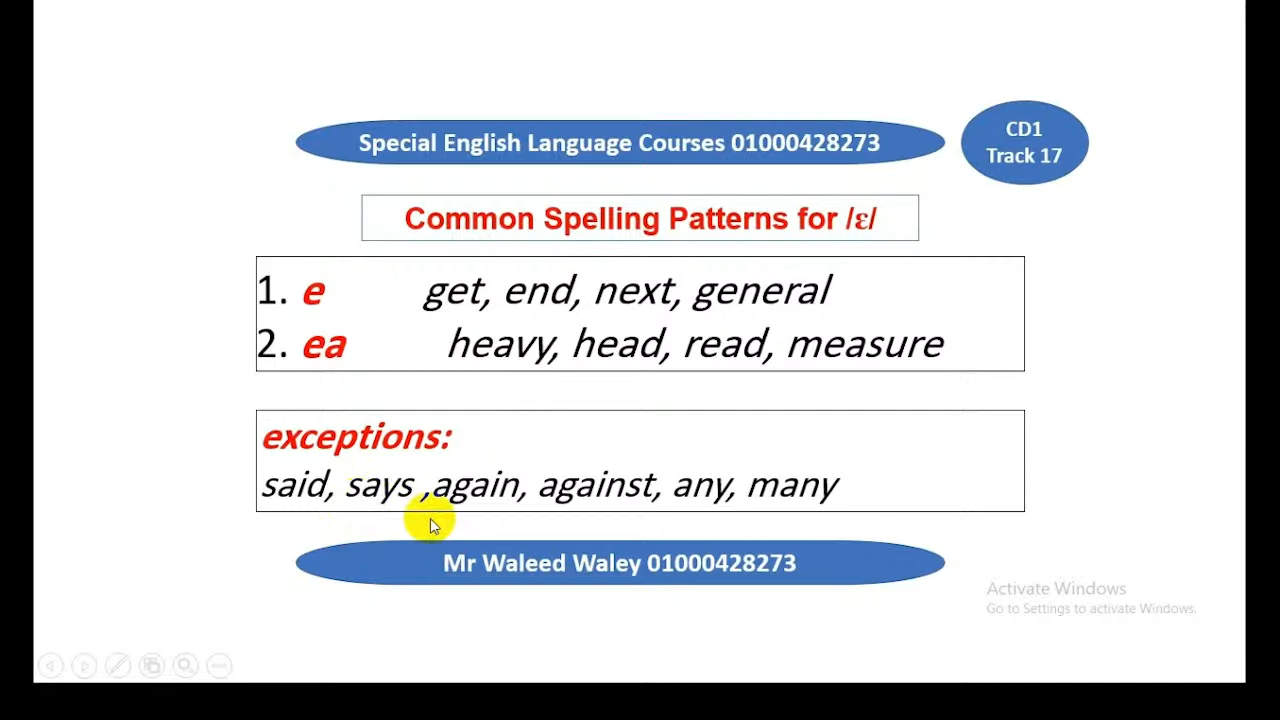 Special English Language Courses 01000428273
CD1
Track 17
Common Spelling Patterns for /ɛ/
1. e get, end, next, general
2. ea heavy, head, read, measure
exceptions:
said, says ,again, against, any, many
Mr Waleed Waley 01000428273
Activate Windows
Go to Settings to activate Windows.